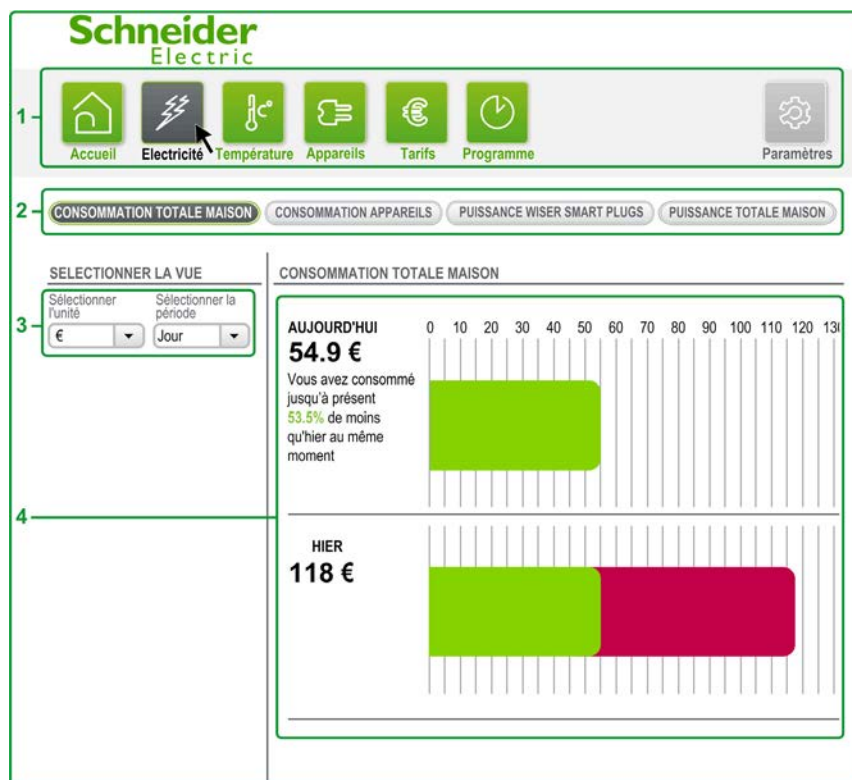 Schneider
Electric
1
Accueil Electricité Température Appareils Tarifs Programme Paramètres
2
CONSOMMATION TOTALE MAISON CONSOMMATION APPAREILS PUISSANCE WISER SMART PLUGS PUISSANCE TOTALE MAISON
SELECTIONNER LA VUE
Sélectionner l'unité
Sélectionner la période
3
€ Jour
CONSOMMATION TOTALE MAISON
4
AUJOURD'HUI 0 10 20 30 40 50 60 70 80 90 100 110 120 130
54.9 €
Vous avez consommé
jusqu'à présent
53.5% de moins
qu'hier au même
moment
HIER
118 €